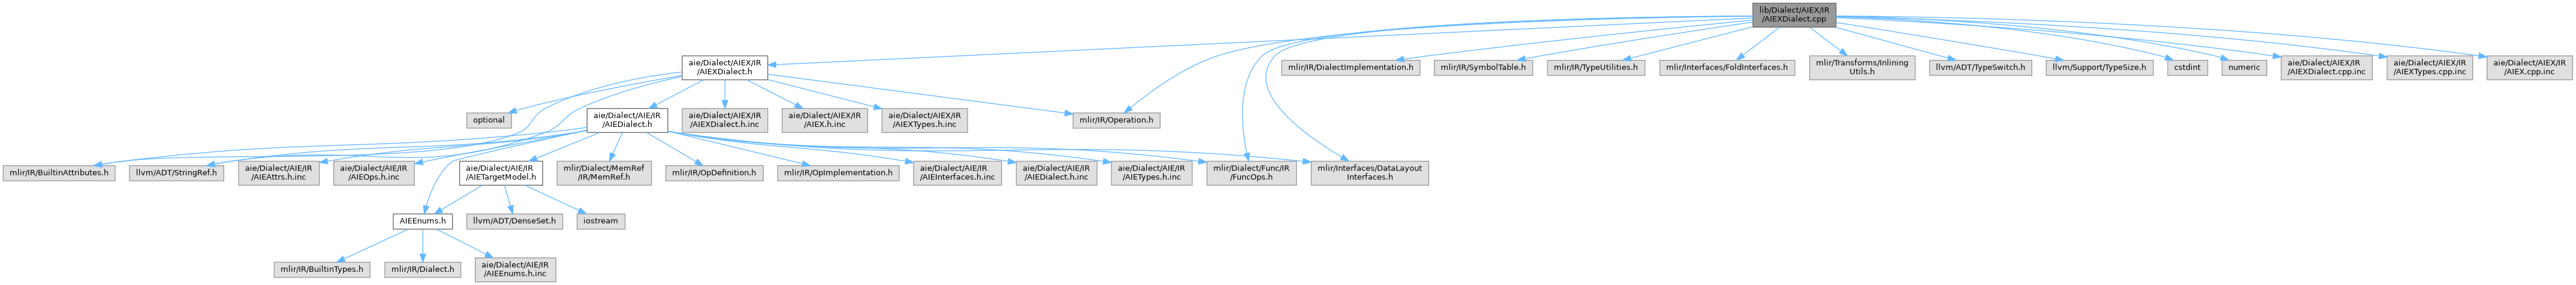 lib/Dialect/AIEX/IR
/AIEXDialect.cpp
aie/Dialect/AIEX/IR
/AIEXDialect.h
mlir/IR/DialectImplementation.h
mlir/IR/SymbolTable.h
mlir/IR/TypeUtilities.h
mlir/Interfaces/FoldInterfaces.h
mlir/Transforms/Inlining
Utils.h
llvm/ADT/TypeSwitch.h
llvm/Support/TypeSize.h
cstdint
numeric
aie/Dialect/AIEX/IR
/AIEXDialect.cpp.inc
aie/Dialect/AIEX/IR
/AIEXTypes.cpp.inc
aie/Dialect/AIEX/IR
/AIEX.cpp.inc
optional
aie/Dialect/AIE/IR
/AIEDialect.h
aie/Dialect/AIEX/IR
/AIEXDialect.h.inc
aie/Dialect/AIEX/IR
/AIEX.h.inc
aie/Dialect/AIEX/IR
/AIEXTypes.h.inc
mlir/IR/Operation.h
mlir/IR/BuiltinAttributes.h
llvm/ADT/StringRef.h
aie/Dialect/AIE/IR
/AIEAttrs.h.inc
aie/Dialect/AIE/IR
/AIEOps.h.inc
aie/Dialect/AIE/IR
/AIETargetModel.h
mlir/Dialect/MemRef
/IR/MemRef.h
mlir/IR/OpDefinition.h
mlir/IR/OpImplementation.h
aie/Dialect/AIE/IR
/AIEInterfaces.h.inc
aie/Dialect/AIE/IR
/AIEDialect.h.inc
aie/Dialect/AIE/IR
/AIETypes.h.inc
mlir/Dialect/Func/IR
/FuncOps.h
mlir/Interfaces/DataLayout
Interfaces.h
AIEEnums.h
llvm/ADT/DenseSet.h
iostream
mlir/IR/BuiltinTypes.h
mlir/IR/Dialect.h
aie/Dialect/AIE/IR
/AIEEnums.h.inc